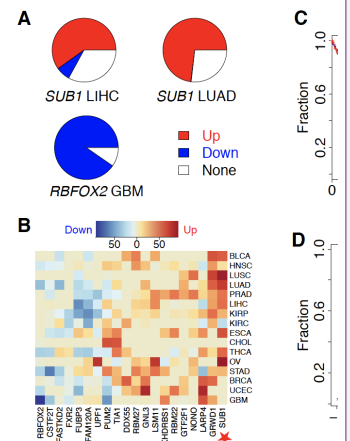 A
SUB1 LIHC
SUB1 LUAD
RBFOX2 GBM
Up
Down
None
B
Down
50 0 50
Up
BLCA
HNSC
LUSC
LUAD
PRAD
LIHC
KIRP
KIRC
ESCA
CHOL
THCA
OV
STAD
BRCA
UCEC
GBM
RBFOX2
CSTF2T
FASTKD2
FXR2
FUBP3
FAM120A
UPF1
PUM2
TIA1
DDX55
RBM27
GNL3
LSM11
KHDRBS1
RBM22
GTF2F1
NONO
LARP4
GRWD1
SUB1
C
Fraction
0.2 0.6 1.0
0
D
Fraction
0.2 0.6 1.0